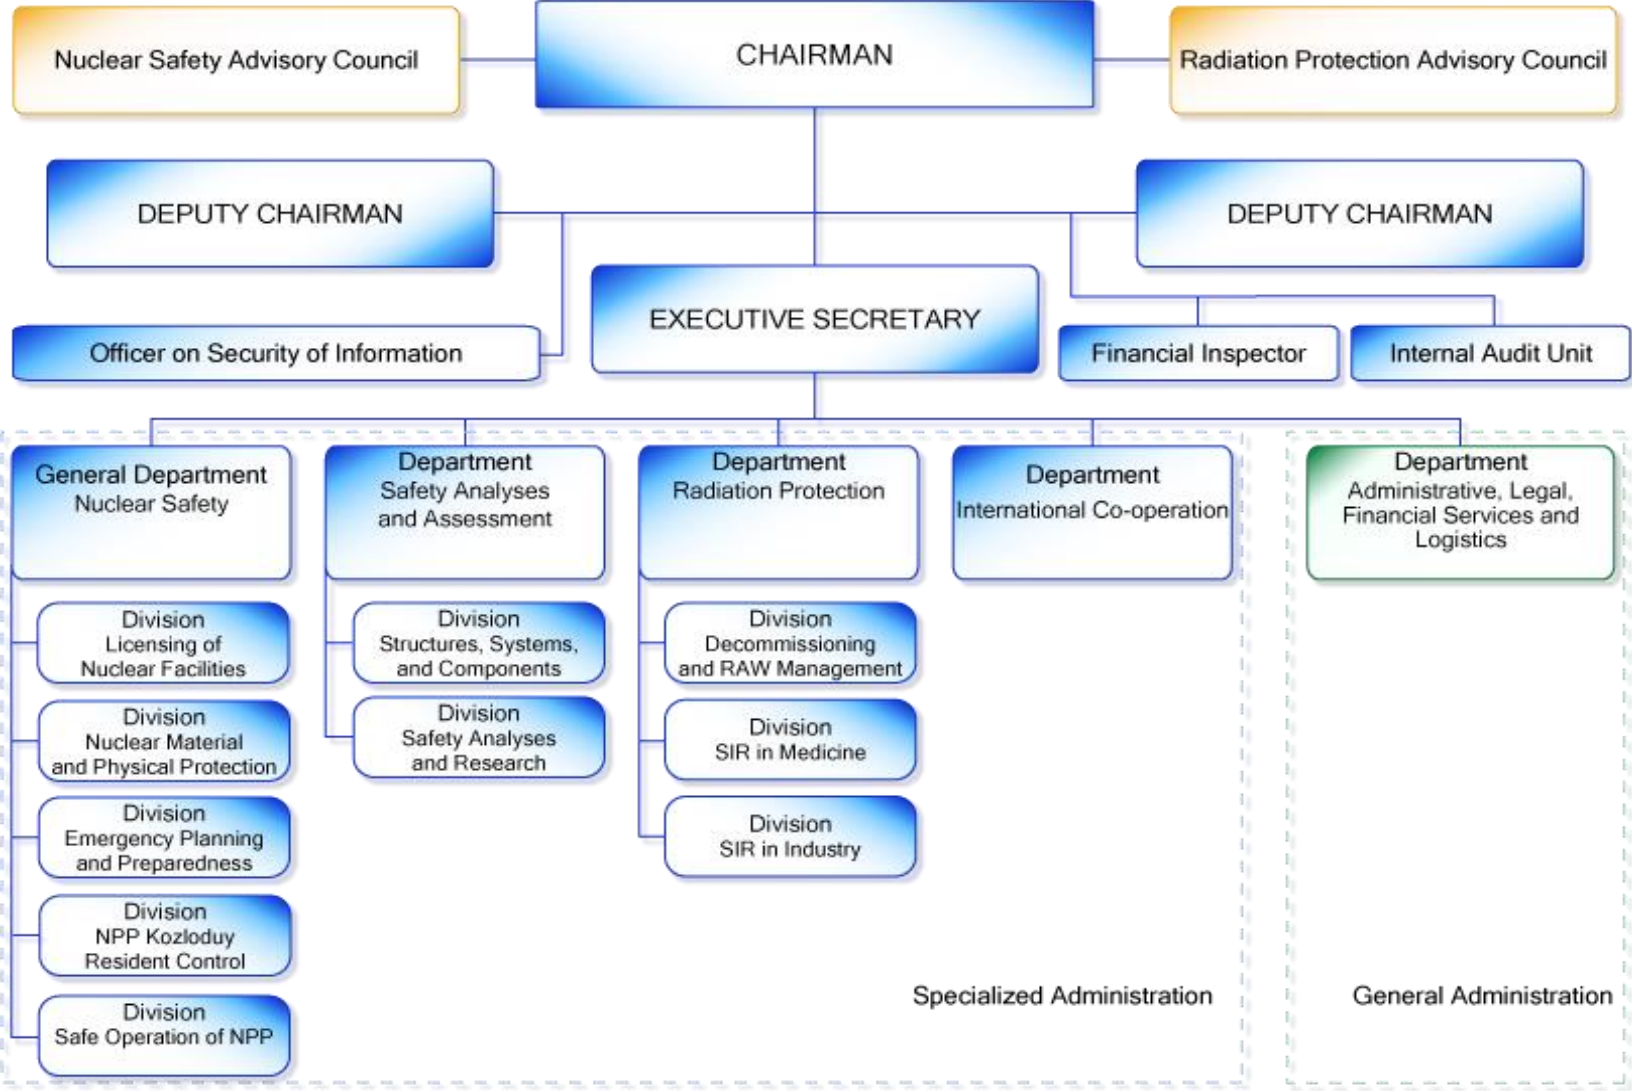 Nuclear Safety Advisory Council
CHAIRMAN
Radiation Protection Advisory Council
DEPUTY CHAIRMAN
DEPUTY CHAIRMAN
EXECUTIVE SECRETARY
Officer on Security of Information
Financial Inspector
Internal Audit Unit
General Department
Nuclear Safety
Department
Safety Analyses
and Assessment
Department
Radiation Protection
Department
International Co-operation
Department
Administrative, Legal,
Financial Services and
Logistics
Division
Licensing of
Nuclear Facilities
Division
Nuclear Material
and Physical Protection
Division
Emergency Planning
and Preparedness
Division
NPP Kozloduy
Resident Control
Division
Safe Operation of NPP
Division
Structures, Systems,
and Components
Division
Safety Analyses
and Research
Division
Decommissioning
and RAW Management
Division
SIR in Medicine
Division
SIR in Industry
Specialized Administration
General Administration